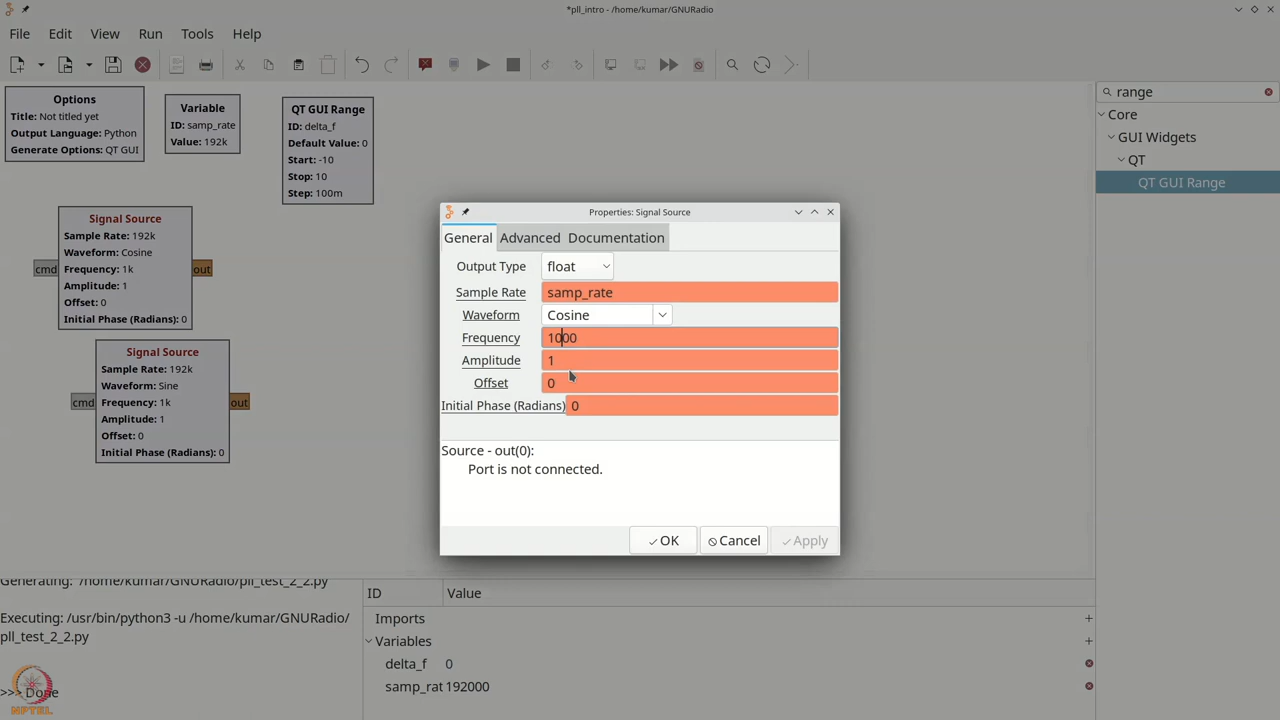 *pll_intro - /home/kumar/GNURadio
File Edit View Run Tools Help
Options
Title: Not titled yet
Output Language: Python
Generate Options: QT GUI
Variable
ID: samp_rate
Value: 192k
QT GUI Range
ID: delta_f
Default Value: 0
Start: -10
Stop: 10
Step: 100m
range
Core
GUI Widgets
QT
QT GUI Range
Signal Source
Sample Rate: 192k
Waveform: Cosine
cmd
Frequency: 1k
out
Amplitude: 1
Offset: 0
Initial Phase (Radians): 0
Signal Source
Sample Rate: 192k
Waveform: Sine
cmd
Frequency: 1k
out
Amplitude: 1
Offset: 0
Initial Phase (Radians): 0
Properties: Signal Source
General Advanced Documentation
Output Type float
Sample Rate samp_rate
Waveform Cosine
Frequency 1000
Amplitude 1
Offset 0
Initial Phase (Radians) 0
Source - out(0):
Port is not connected.
OK Cancel Apply
Generating: '/home/kumar/GNURadio/pll_test_2_2.py'
Executing: /usr/bin/python3 -u /home/kumar/GNURadio/
pll_test_2_2.py
>>> Done
NPTEL
ID Value
Imports
Variables
delta_f 0
samp_rat 192000